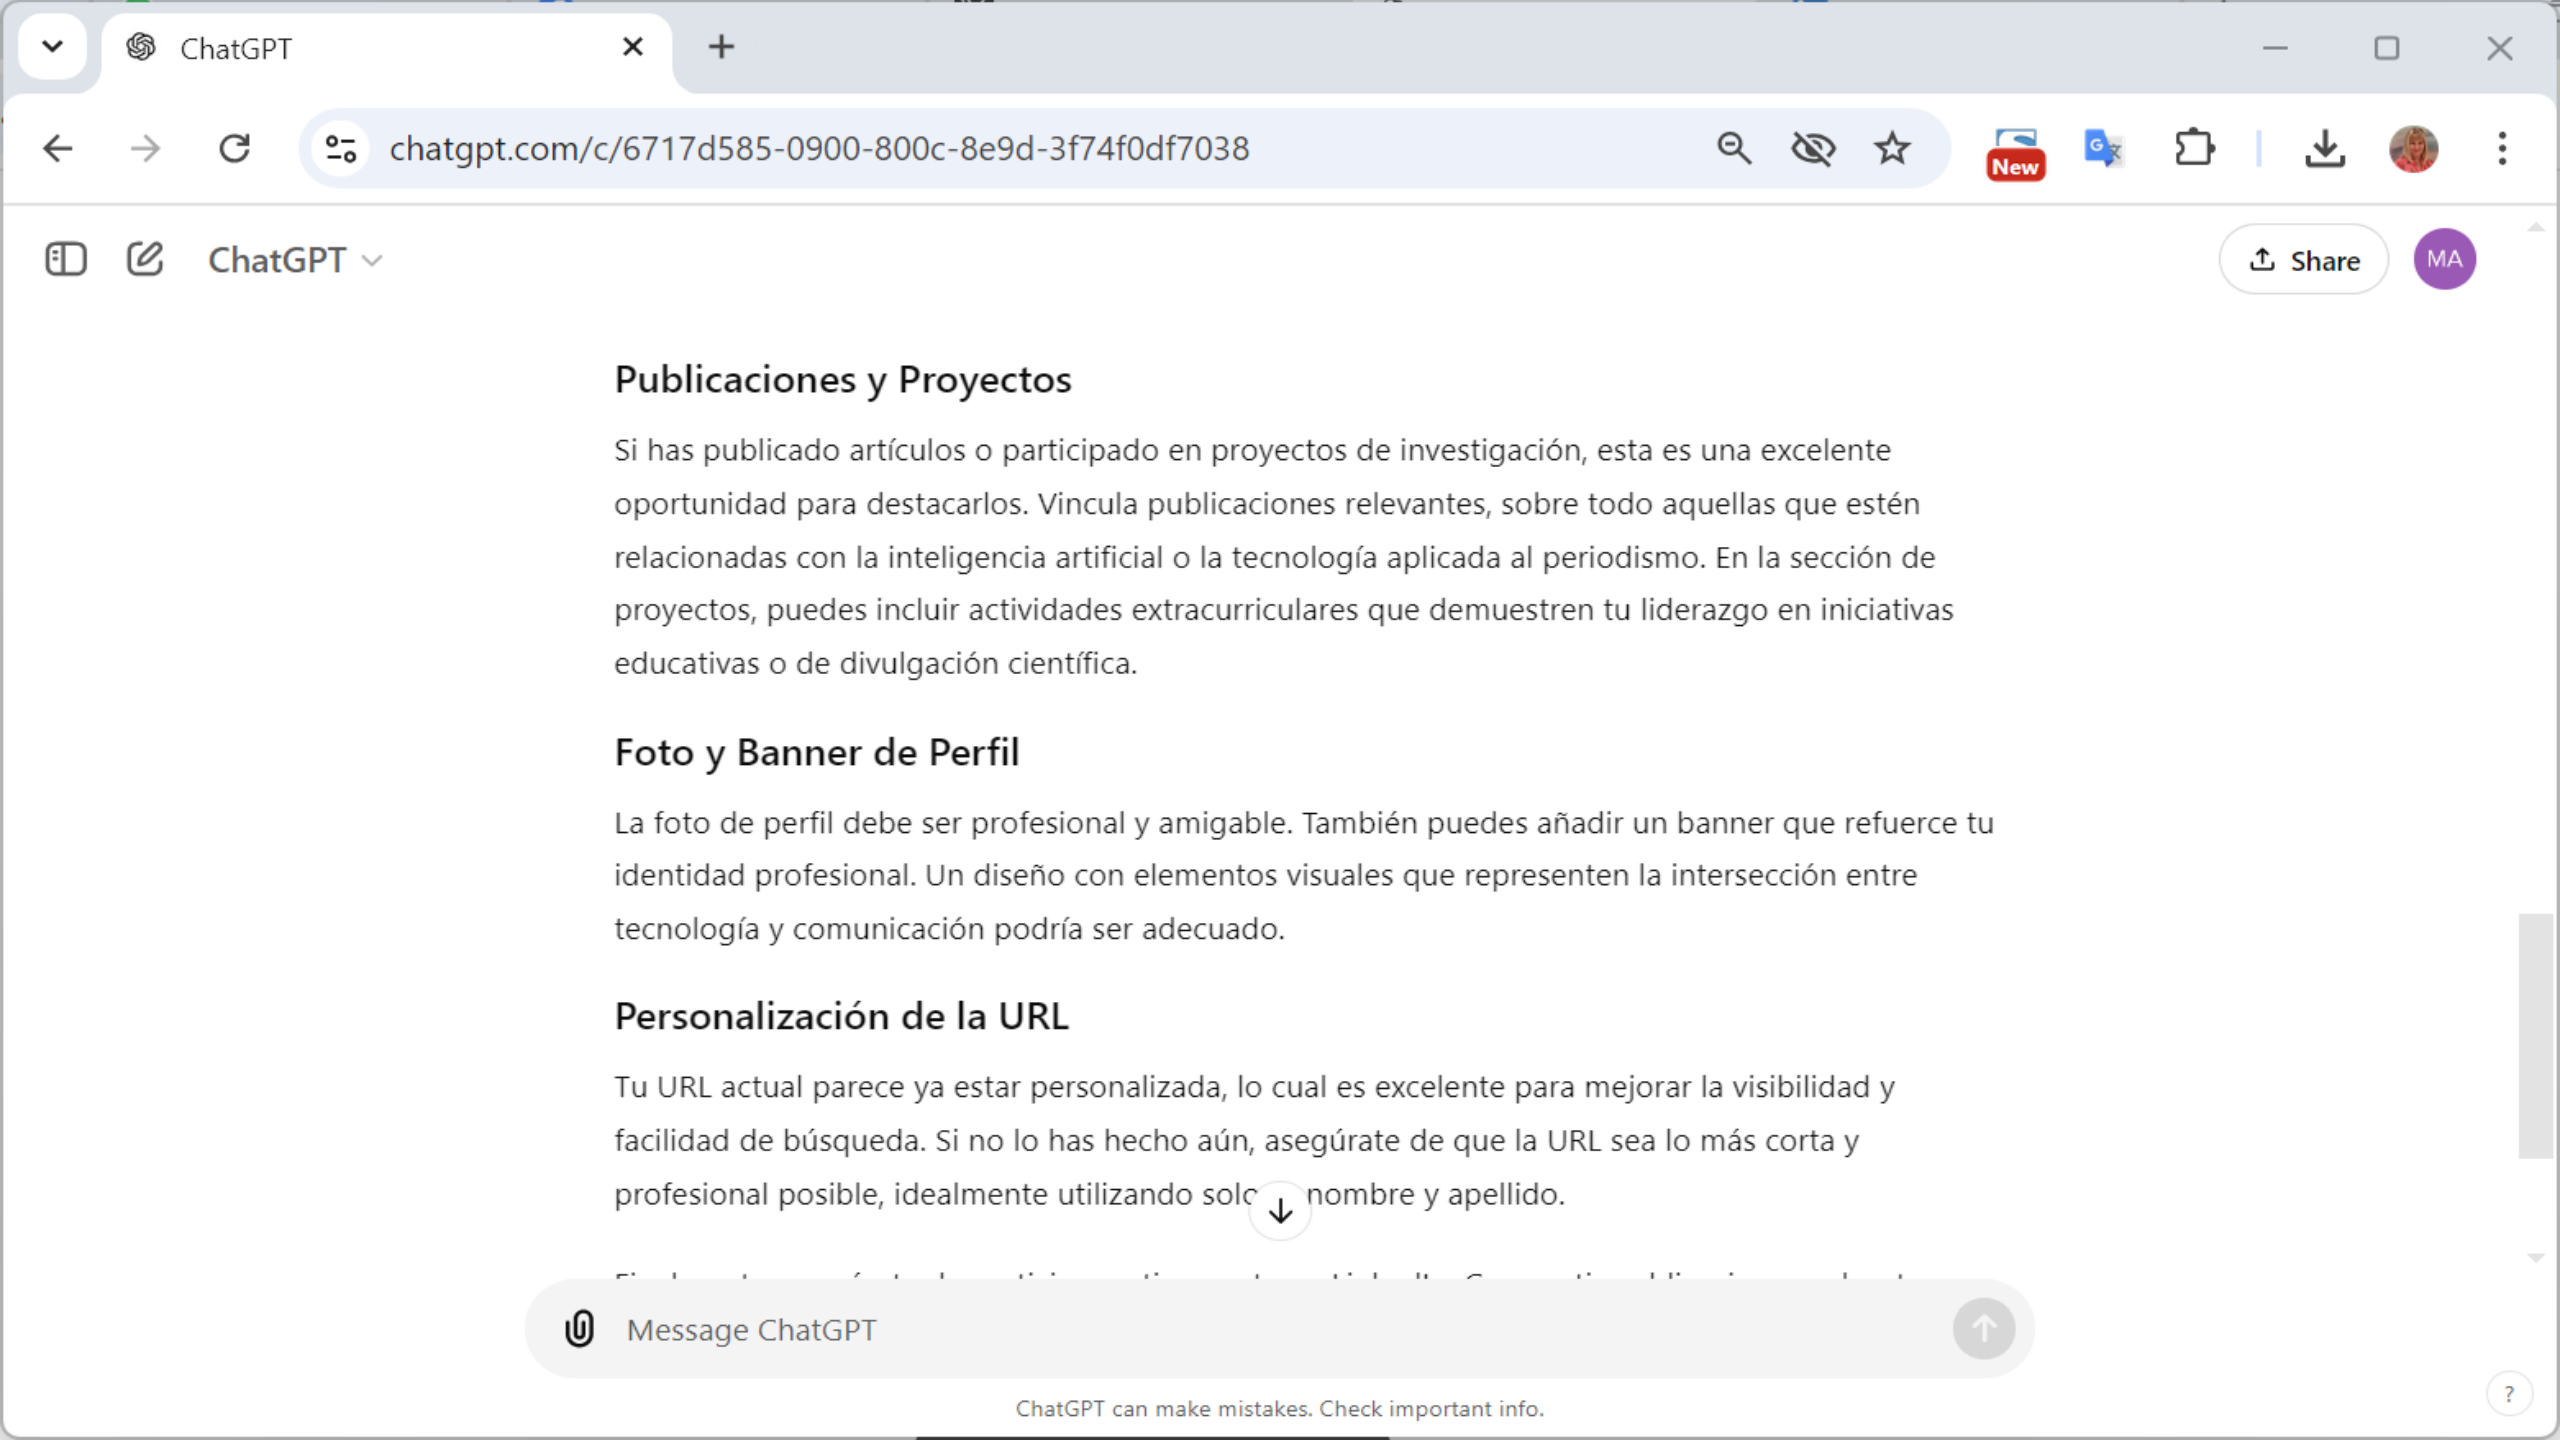 ChatGPT
chatgpt.com/c/6717d585-0900-800c-8e9d-3f74f0df7038
New
ChatGPT
Share
MA
Publicaciones y Proyectos
Si has publicado artículos o participado en proyectos de investigación, esta es una excelente
oportunidad para destacarlos. Vincula publicaciones relevantes, sobre todo aquellas que estén
relacionadas con la inteligencia artificial o la tecnología aplicada al periodismo. En la sección de
proyectos, puedes incluir actividades extracurriculares que demuestren tu liderazgo en iniciativas
educativas o de divulgación científica.
Foto y Banner de Perfil
La foto de perfil debe ser profesional y amigable. También puedes añadir un banner que refuerce tu
identidad profesional. Un diseño con elementos visuales que representen la intersección entre
tecnología y comunicación podría ser adecuado.
Personalización de la URL
Tu URL actual parece ya estar personalizada, lo cual es excelente para mejorar la visibilidad y
facilidad de búsqueda. Si no lo has hecho aún, asegúrate de que la URL sea lo más corta y
profesional posible, idealmente utilizando solo nombre y apellido.
Message ChatGPT
ChatGPT can make mistakes. Check important info.
?